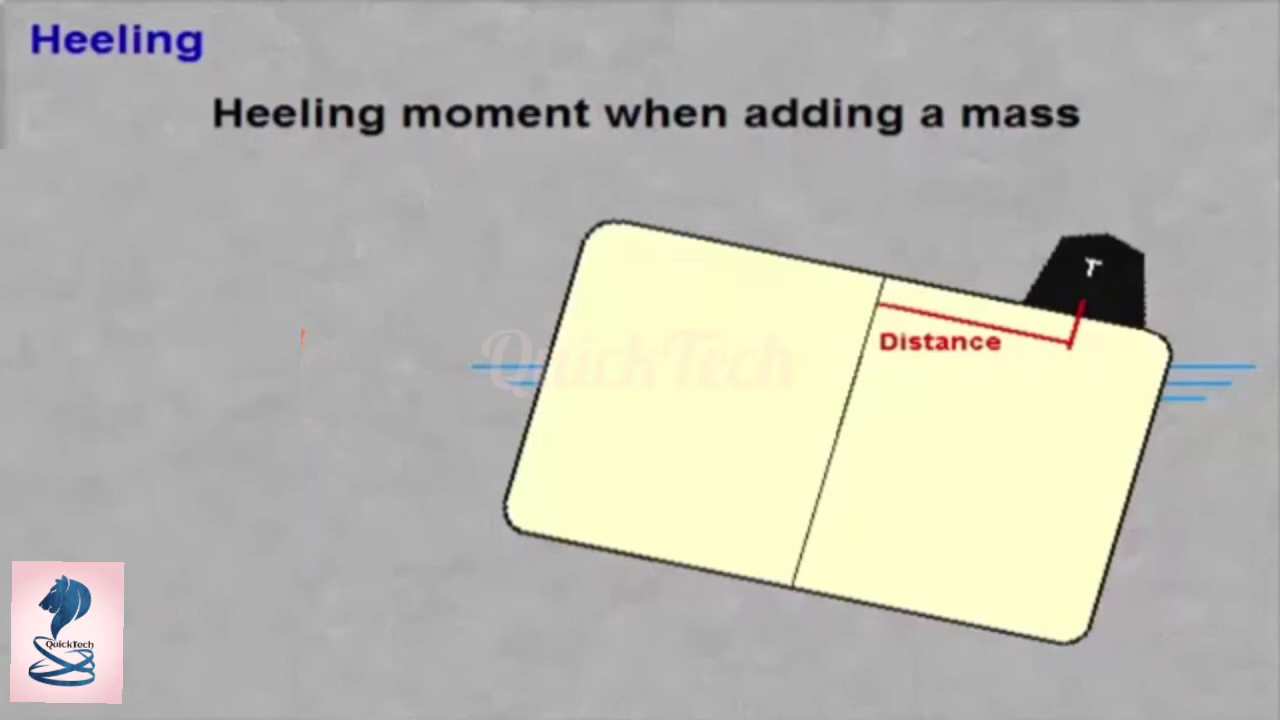 Heeling
Heeling moment when adding a mass
T
Distance
QuickTech
QuickTech